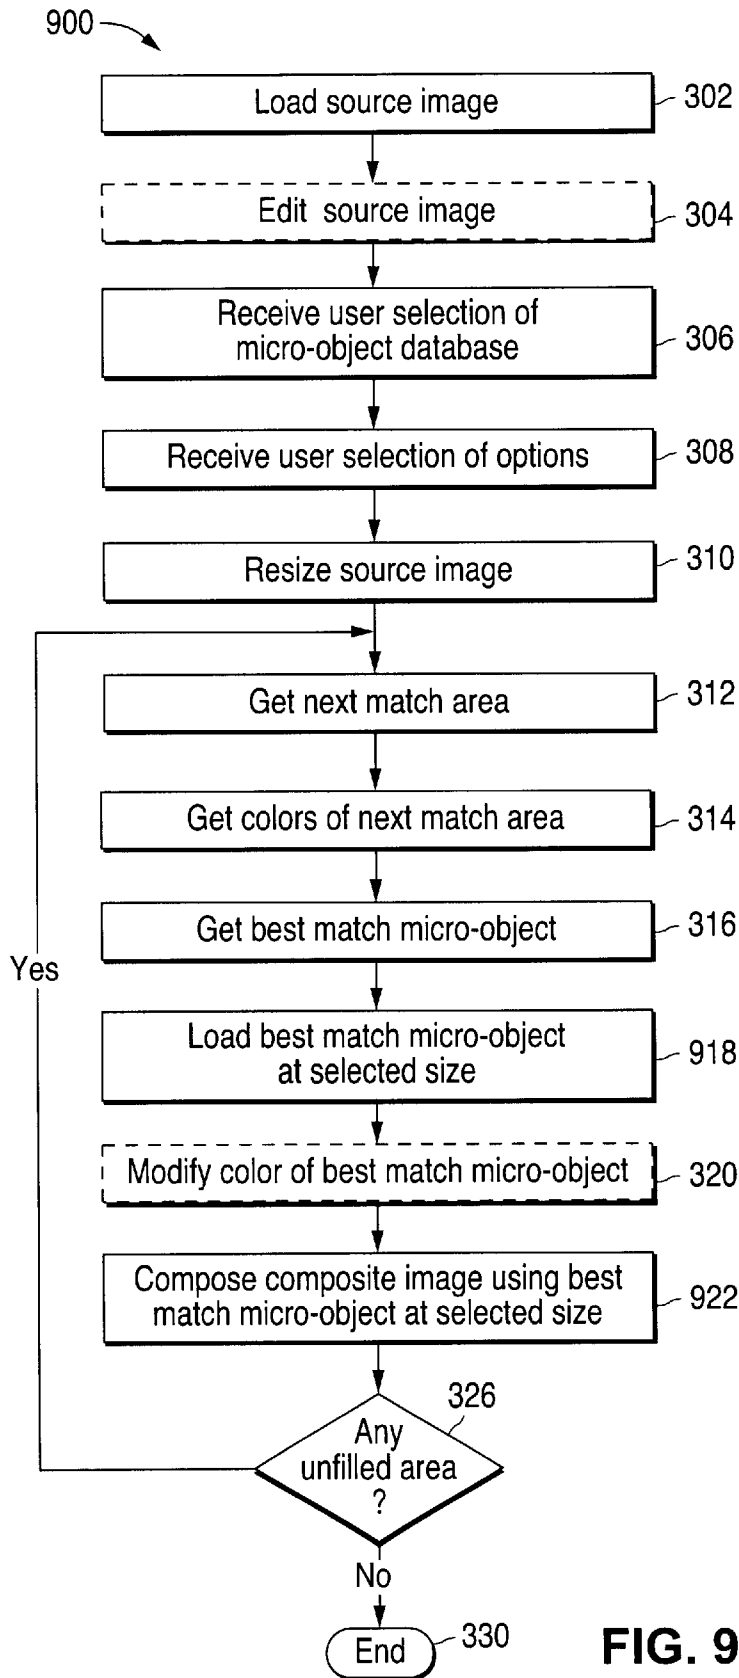 900
Load source image
302
Edit source image
304
Receive user selection of
micro-object database
306
Receive user selection of options
308
Resize source image
310
Get next match area
312
Get colors of next match area
314
Get best match micro-object
316
Yes
Load best match micro-object
at selected size
918
Modify color of best match micro-object
320
Compose composite image using best
match micro-object at selected size
922
326
Any
unfilled area
?
No
End
330
FIG. 9